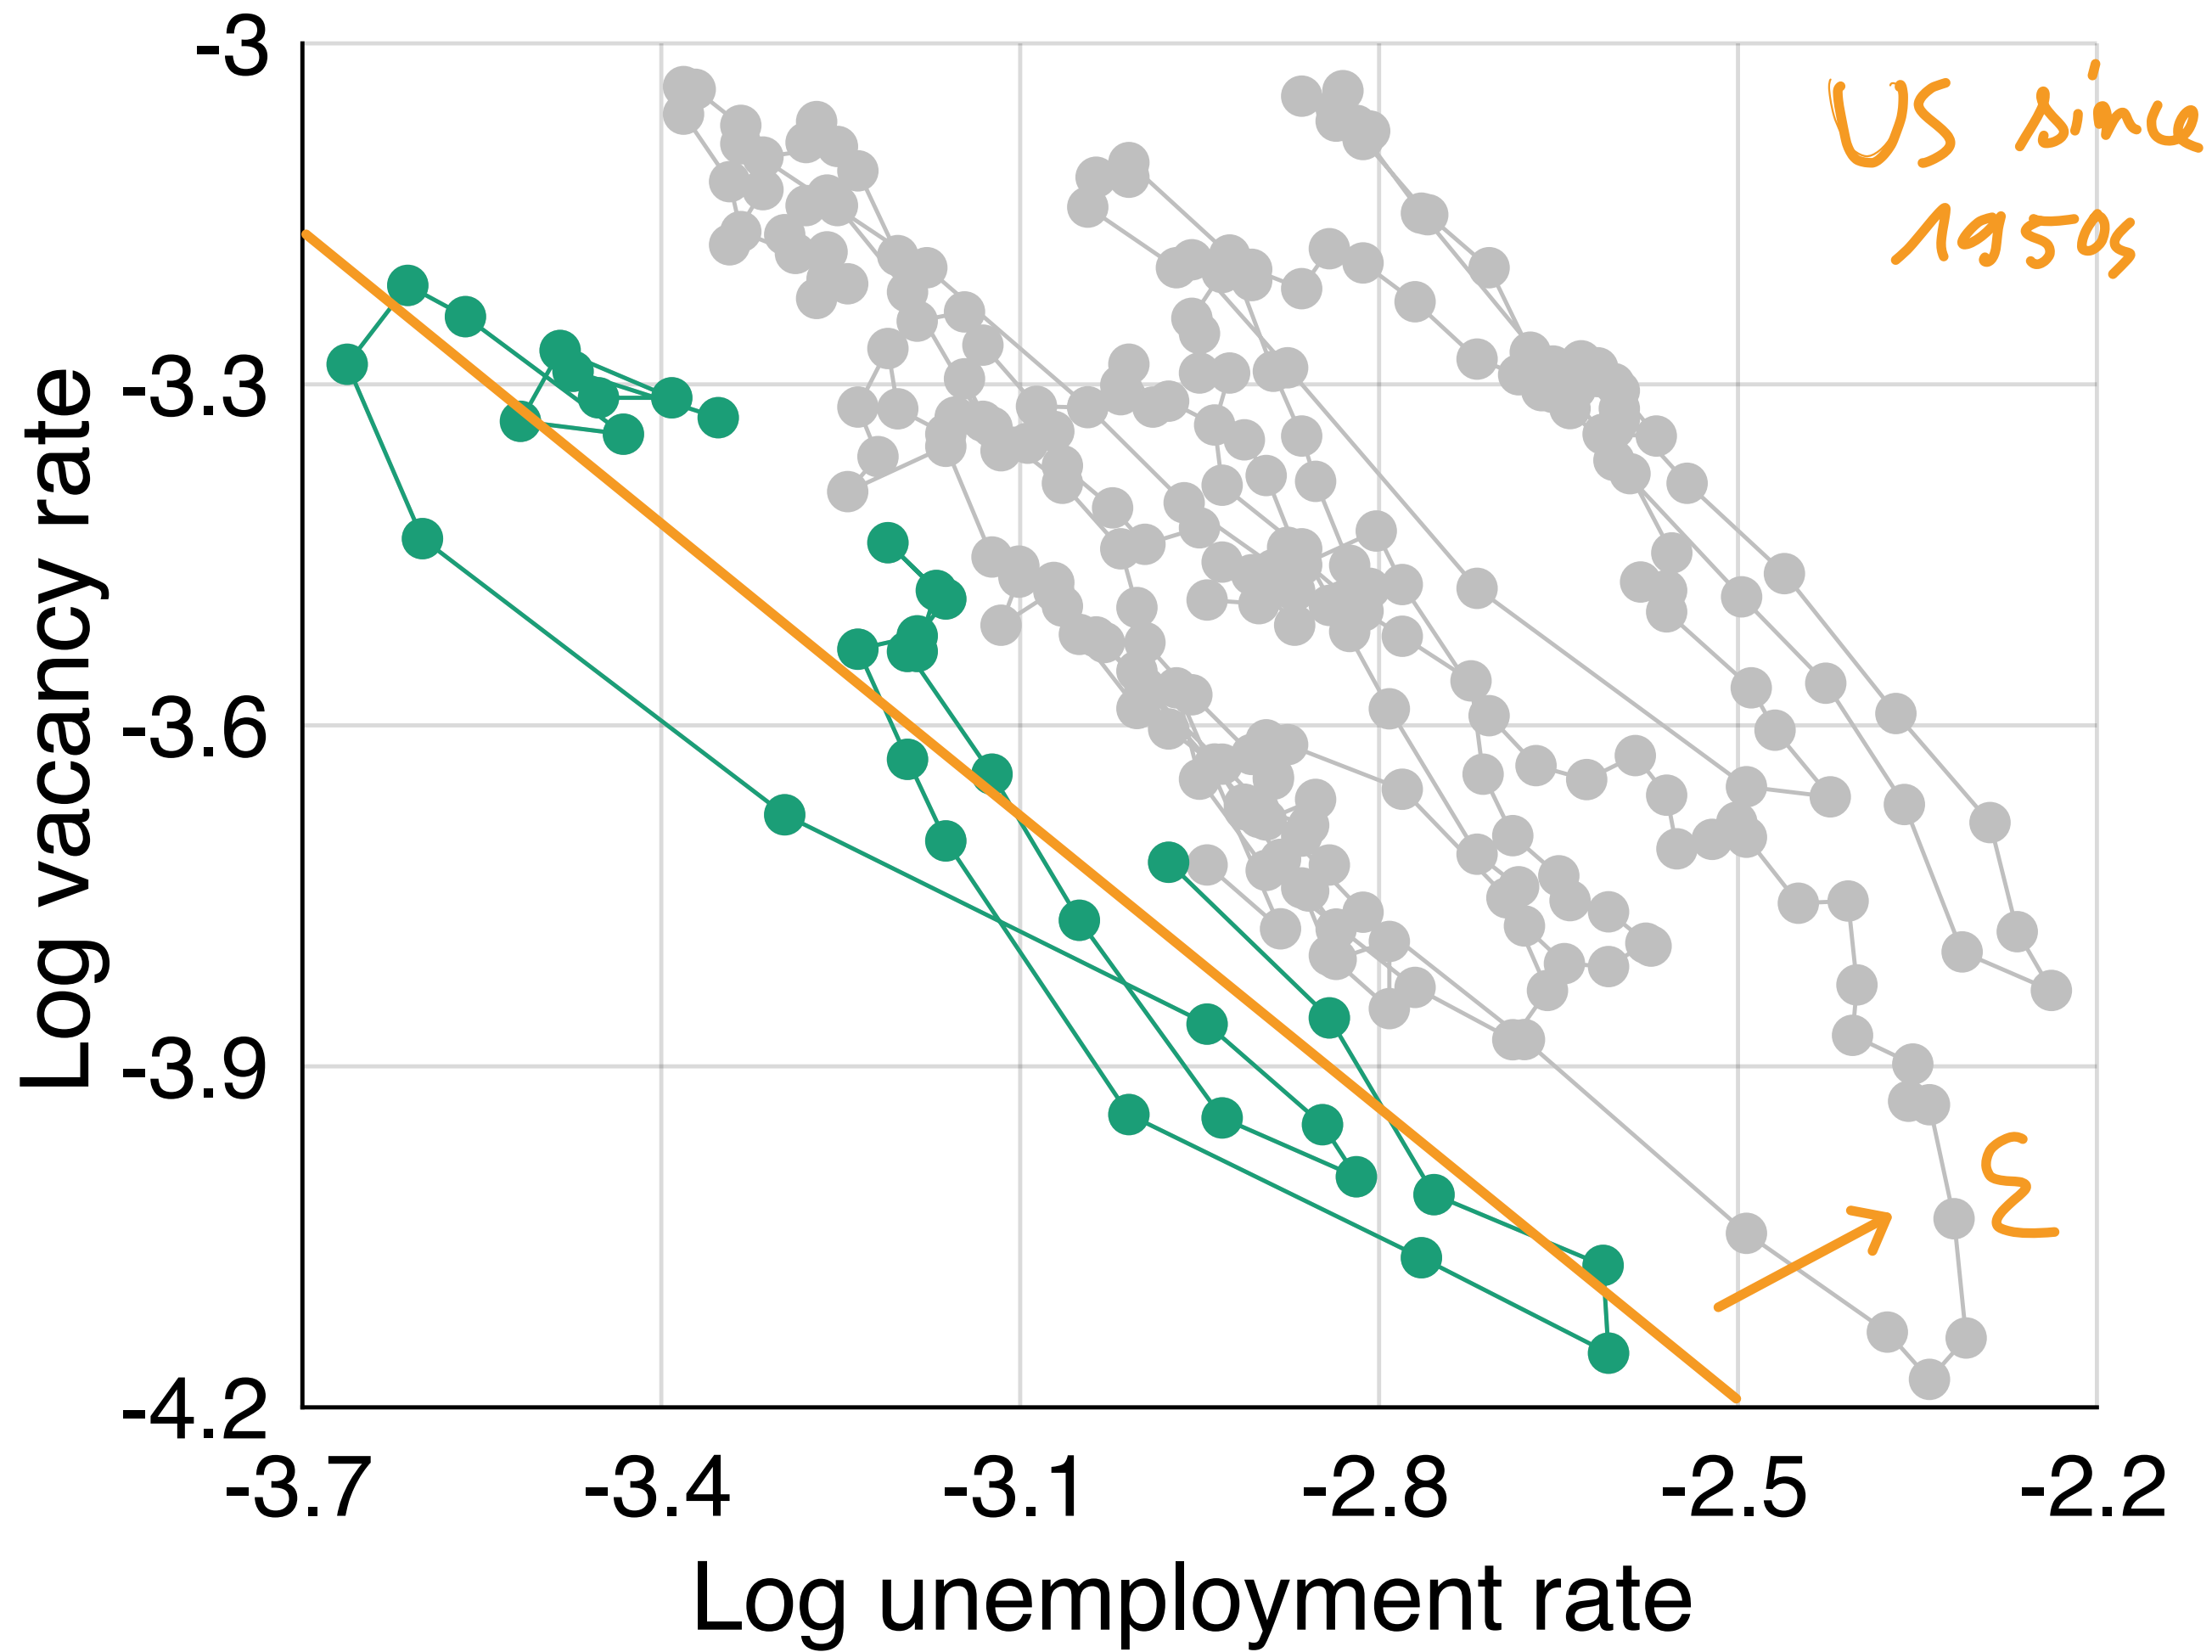 -3
US since
1950s
-3.3
Log vacancy rate
-3.6
-3.9
ε
-4.2
-3.7 -3.4 -3.1 -2.8 -2.5 -2.2
Log unemployment rate